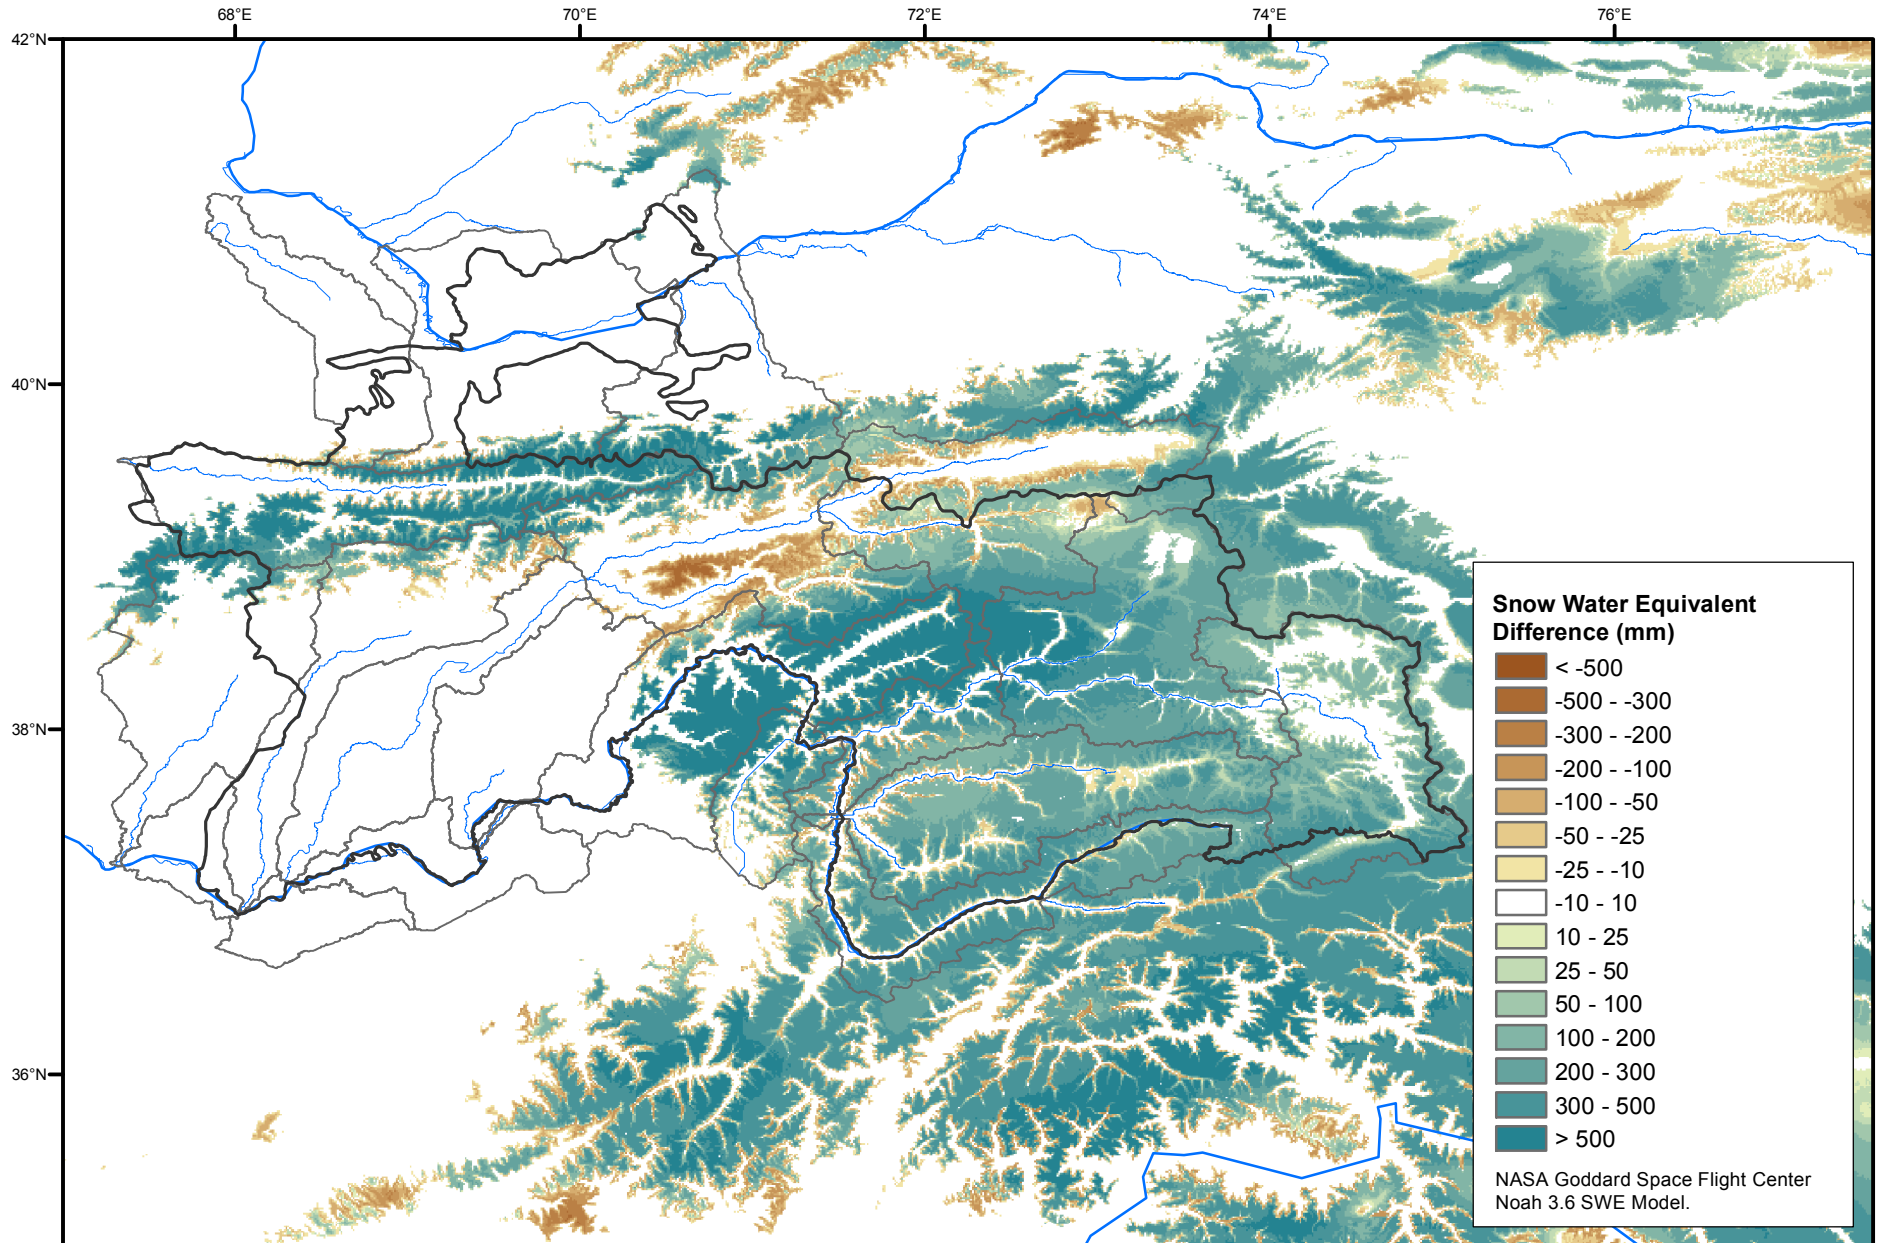 68°E
70°E
72°E
74°E
76°E
42°N
40°N
38°N
36°N
Snow Water Equivalent
Difference (mm)
< -500
-500 - -300
-300 - -200
-200 - -100
-100 - -50
-50 - -25
-25 - -10
-10 - 10
10 - 25
25 - 50
50 - 100
100 - 200
200 - 300
300 - 500
> 500
NASA Goddard Space Flight Center
Noah 3.6 SWE Model.